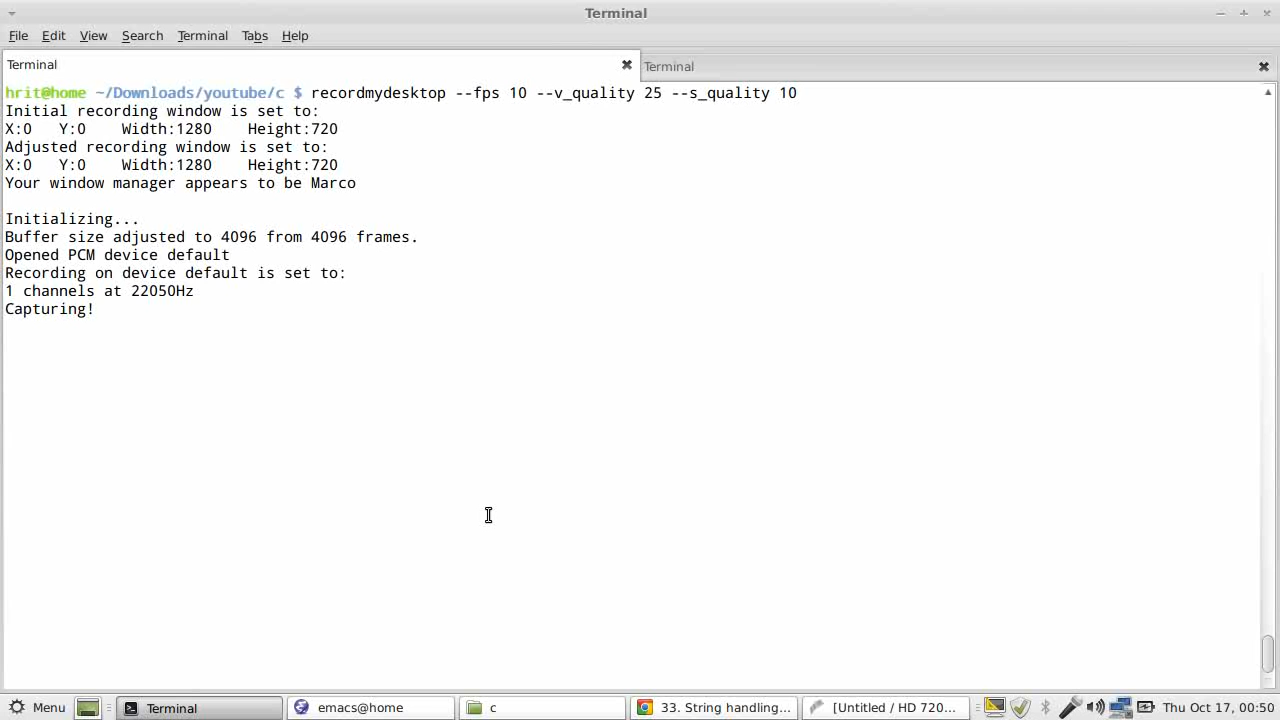 Terminal
File Edit View Search Terminal Tabs Help
Terminal
Terminal
hrit@home ~/Downloads/youtube/c $ recordmydesktop --fps 10 --v_quality 25 --s_quality 10
Initial recording window is set to:
X:0   Y:0    Width:1280    Height:720
Adjusted recording window is set to:
X:0   Y:0    Width:1280    Height:720
Your window manager appears to be Marco
Initializing...
Buffer size adjusted to 4096 from 4096 frames.
Opened PCM device default
Recording on device default is set to:
1 channels at 22050Hz
Capturing!
Menu Terminal emacs@home c 33. String handling... [Untitled / HD 720... Thu Oct 17, 00:50